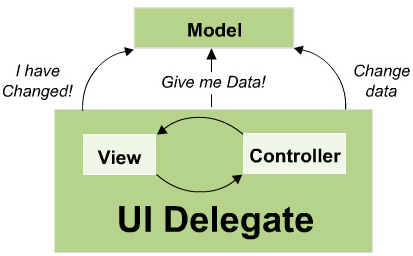 Model
I have
Changed!
Give me Data!
Change
data
View
Controller
UI Delegate